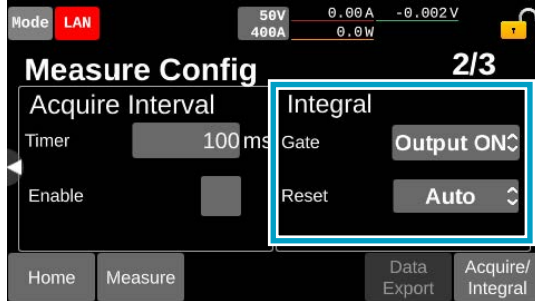 Mode LAN 50V 0.00A -0.002V
400A 0.0W
Measure Config 2/3
Acquire Interval
Timer 100 ms
Enable
Integral
Gate Output ON
Reset Auto
Home Measure Data Export Acquire/ Integral